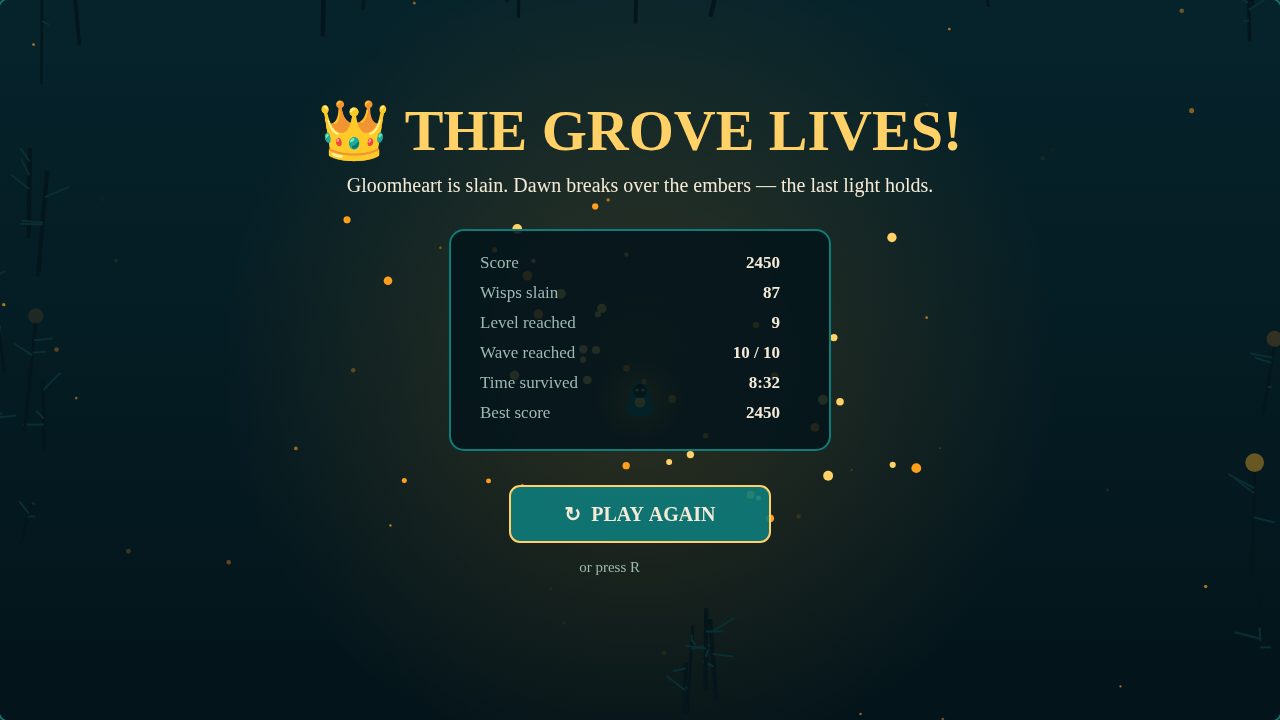 👑 THE GROVE LIVES!
Gloomheart is slain. Dawn breaks over the embers — the last light holds.
Score 2450
Wisps slain 87
Level reached 9
Wave reached 10 / 10
Time survived 8:32
Best score 2450
↻ PLAY AGAIN
or press R